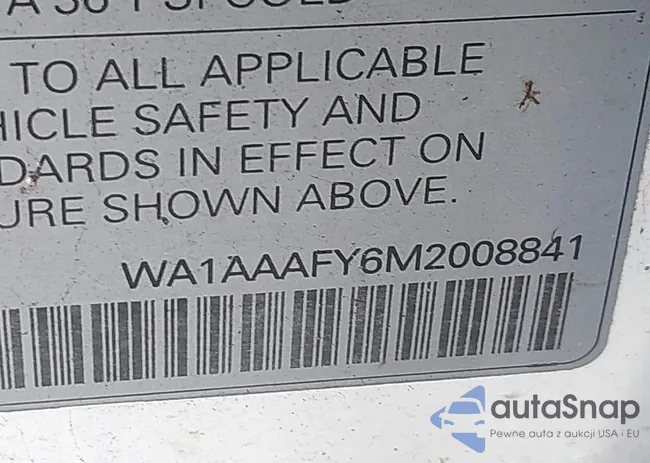 TO ALL APPLICABLE
HICLE SAFETY AND
DARDS IN EFFECT ON
URE SHOWN ABOVE.
WA1AAAFY6M2008841
autaSnap
Pewne auta z aukcji USA i EU